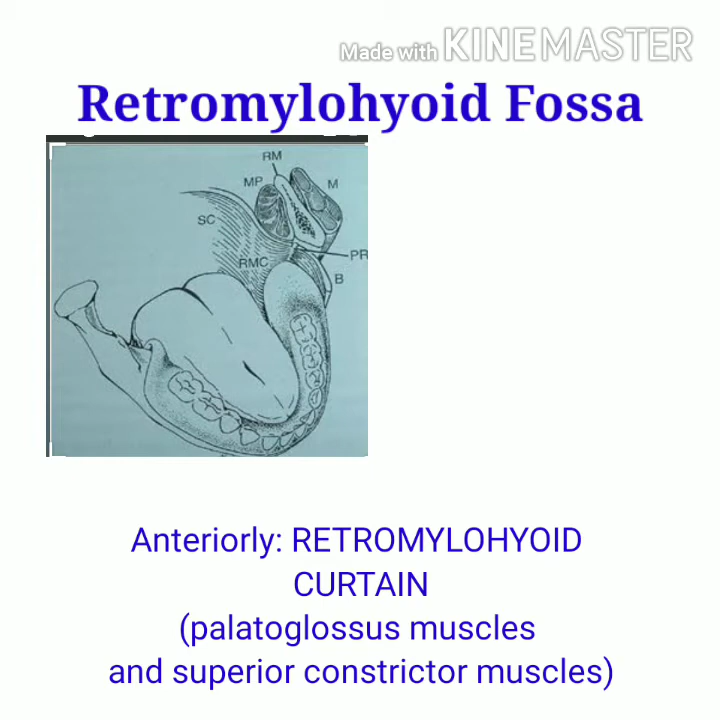 Made with KINEMASTER
Retromylohyoid Fossa
RM
MP
M
SC
RMC
PR
B
Anteriorly: RETROMYLOHYOID
CURTAIN
(palatoglossus muscles
and superior constrictor muscles)